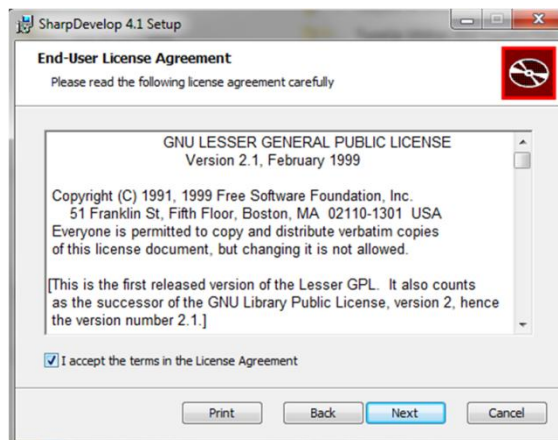 SharpDevelop 4.1 Setup
End-User License Agreement
Please read the following license agreement carefully
GNU LESSER GENERAL PUBLIC LICENSE
Version 2.1, February 1999
Copyright (C) 1991, 1999 Free Software Foundation, Inc.
51 Franklin St, Fifth Floor, Boston, MA  02110-1301  USA
Everyone is permitted to copy and distribute verbatim copies
of this license document, but changing it is not allowed.
[This is the first released version of the Lesser GPL.  It also counts
as the successor of the GNU Library Public License, version 2, hence
the version number 2.1.]
I accept the terms in the License Agreement
Print
Back
Next
Cancel